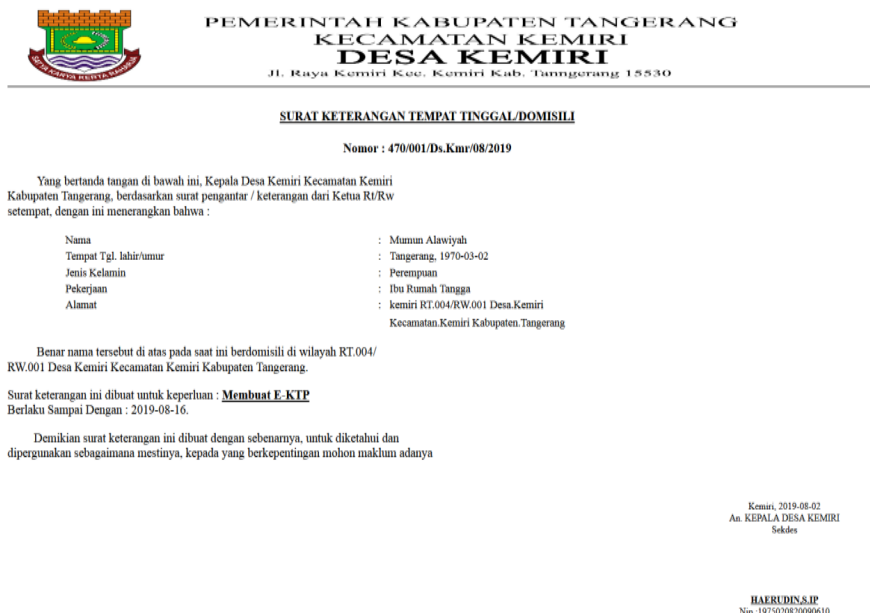 PEMERINTAH KABUPATEN TANGERANG
KECAMATAN KEMIRI
DESA KEMIRI
Jl. Raya Kemiri Kec. Kemiri Kab. Tanngerang 15530
SATYA KARYA KERTA RAHARJA
SURAT KETERANGAN TEMPAT TINGGAL/DOMISILI
Nomor : 470/001/Ds.Kmr/08/2019
Yang bertanda tangan di bawah ini, Kepala Desa Kemiri Kecamatan Kemiri
Kabupaten Tangerang, berdasarkan surat pengantar / keterangan dari Ketua Rt/Rw
setempat, dengan ini menerangkan bahwa :
Nama : Mumun Alawiyah
Tempat Tgl. lahir/umur : Tangerang, 1970-03-02
Jenis Kelamin : Perempuan
Pekerjaan : Ibu Rumah Tangga
Alamat : kemiri RT.004/RW.001 Desa.Kemiri
Kecamatan.Kemiri Kabupaten.Tangerang
Benar nama tersebut di atas pada saat ini berdomisili di wilayah RT.004/
RW.001 Desa Kemiri Kecamatan Kemiri Kabupaten Tangerang.
Surat keterangan ini dibuat untuk keperluan : Membuat E-KTP
Berlaku Sampai Dengan : 2019-08-16.
Demikian surat keterangan ini dibuat dengan sebenarnya, untuk diketahui dan
dipergunakan sebagaimana mestinya, kepada yang berkepentingan mohon maklum adanya
Kemiri, 2019-08-02
An. KEPALA DESA KEMIRI
Sekdes
HAERUDIN,S.IP
Nip :1975020820090610